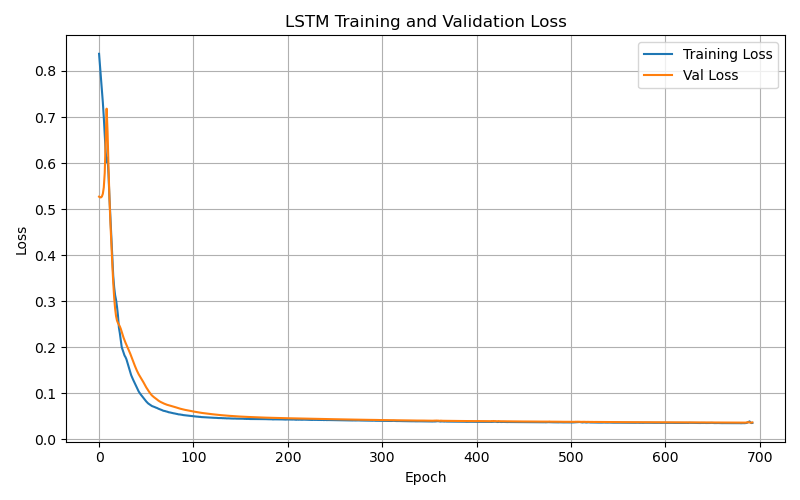 LSTM Training and Validation Loss
Training Loss
Val Loss
Loss
0.8
0.7
0.6
0.5
0.4
0.3
0.2
0.1
0.0
0 100 200 300 400 500 600 700
Epoch